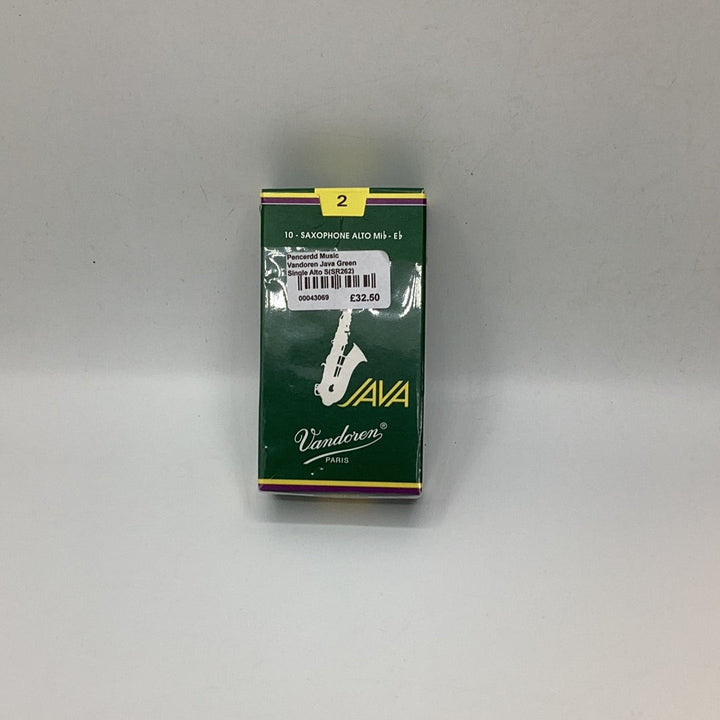 2
10 - SAXOPHONE ALTO Mi♭ - E♭
Pencerdd Music
Vandoren Java Green
Single Alto S(SR262)
00043069 £32.50
JAVA
Vandoren®
PARIS